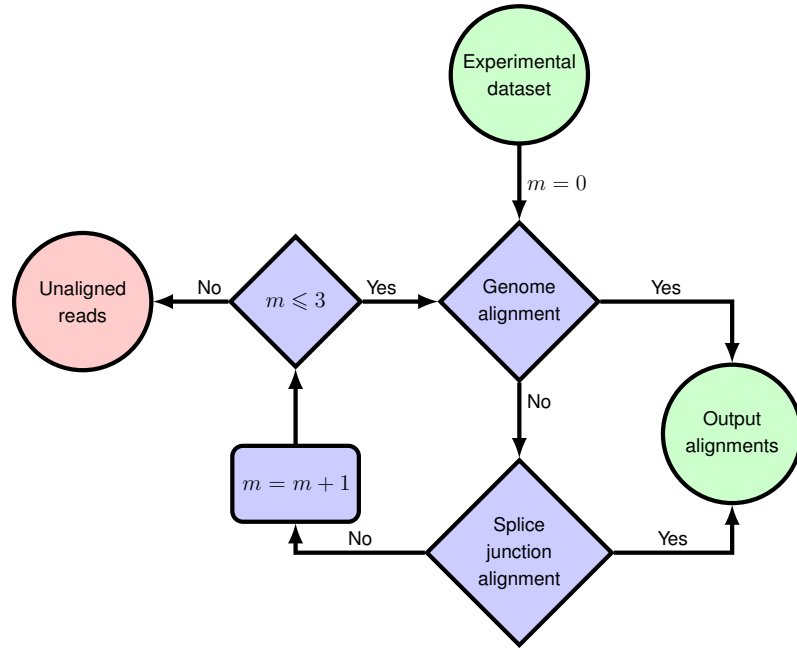 Experimental
dataset
m = 0
Unaligned
reads
No
m ⩽ 3
Yes
Genome
alignment
Yes
No
Output
alignments
m = m + 1
No
Splice
junction
alignment
Yes